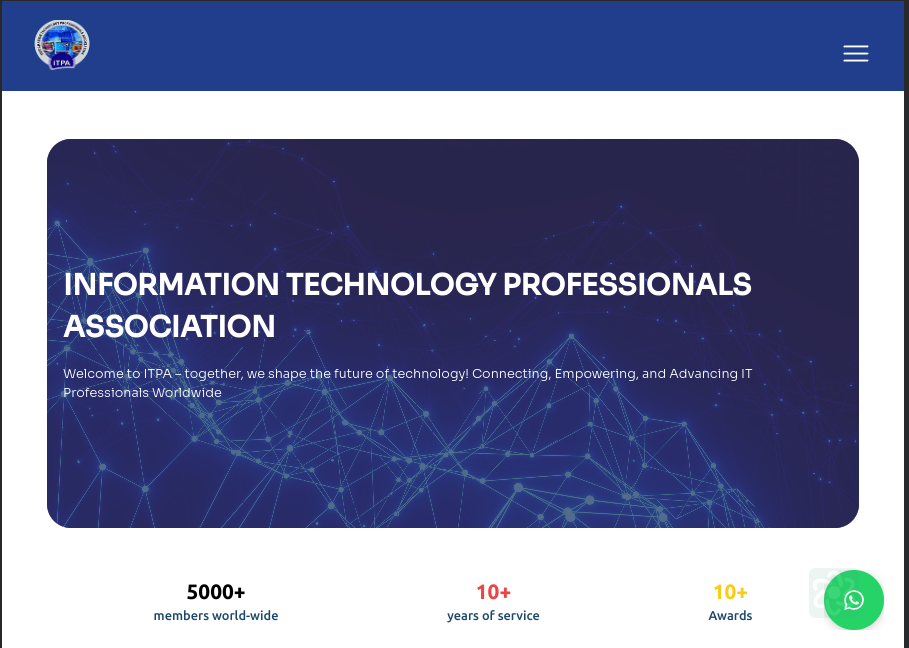 ITPA
INFORMATION TECHNOLOGY PROFESSIONALS
ASSOCIATION
Welcome to ITPA – together, we shape the future of technology! Connecting, Empowering, and Advancing IT
Professionals Worldwide
5000+ 10+ 10+
members world-wide years of service Awards